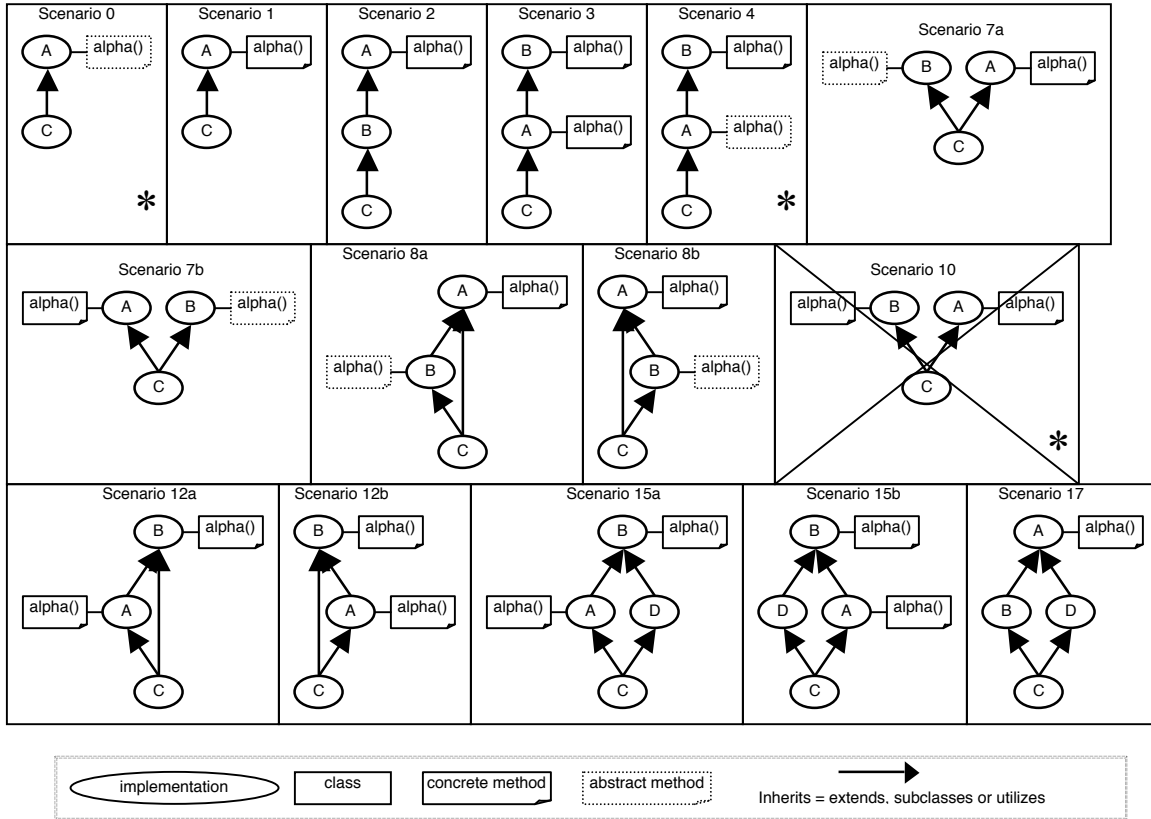 Scenario 0
Scenario 1
Scenario 2
Scenario 3
Scenario 4
Scenario 7a
A alpha()
C
*
A alpha()
C
A alpha()
B
C
B alpha()
A alpha()
C
B alpha()
A alpha()
C
*
alpha() B A alpha()
C
Scenario 7b
Scenario 8a
Scenario 8b
Scenario 10
alpha() A B alpha()
C
A alpha()
alpha() B
C
A alpha()
B alpha()
C
alpha() B A alpha()
C
*
Scenario 12a
Scenario 12b
Scenario 15a
Scenario 15b
Scenario 17
B alpha()
alpha() A
C
B alpha()
A alpha()
C
B alpha()
alpha() A D
C
B alpha()
D A alpha()
C
A alpha()
B D
C
implementation
class
concrete method
abstract method
Inherits = extends, subclasses or utilizes